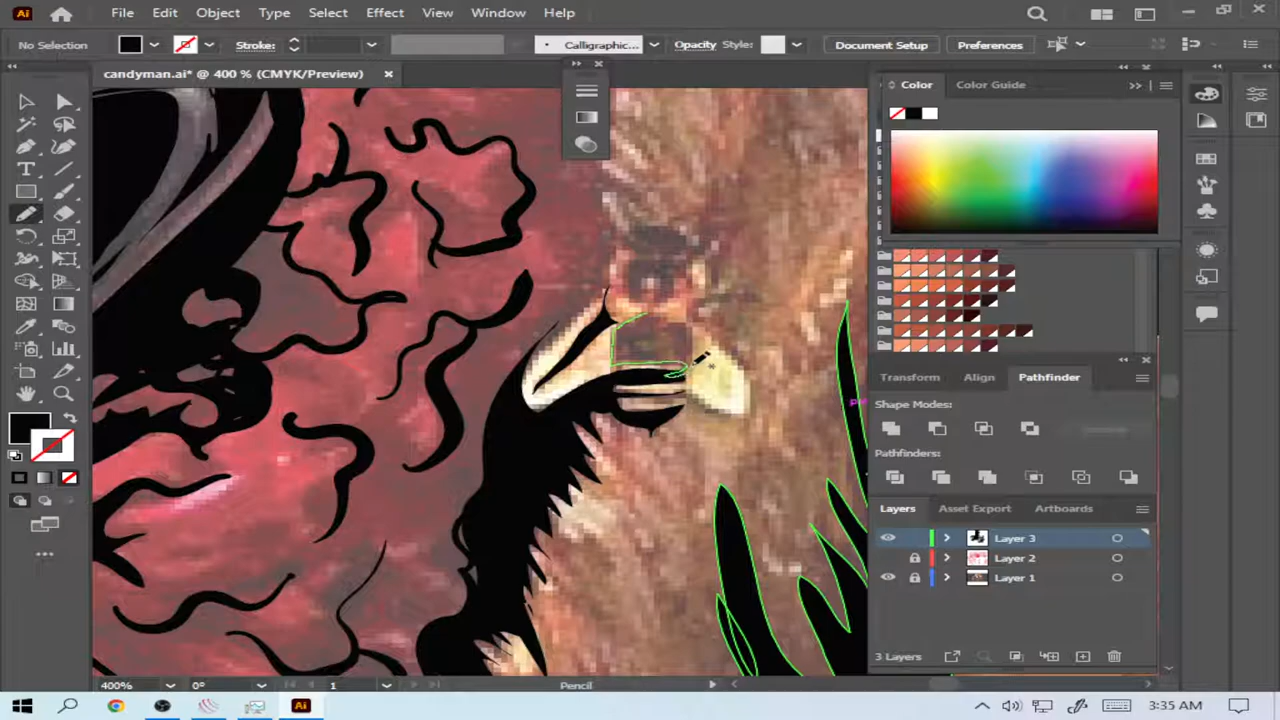 Ai File Edit Object Type Select Effect View Window Help
No Selection Stroke: Calligraphic... Opacity Style: Document Setup Preferences
candyman.ai* @ 400 % (CMYK/Preview)
Color Color Guide
Transform Align Pathfinder
Shape Modes:
Pathfinders:
Layers Asset Export Artboards
Layer 3
Layer 2
Layer 1
3 Layers
400% 0° 1 Pencil
Ai 3:35 AM